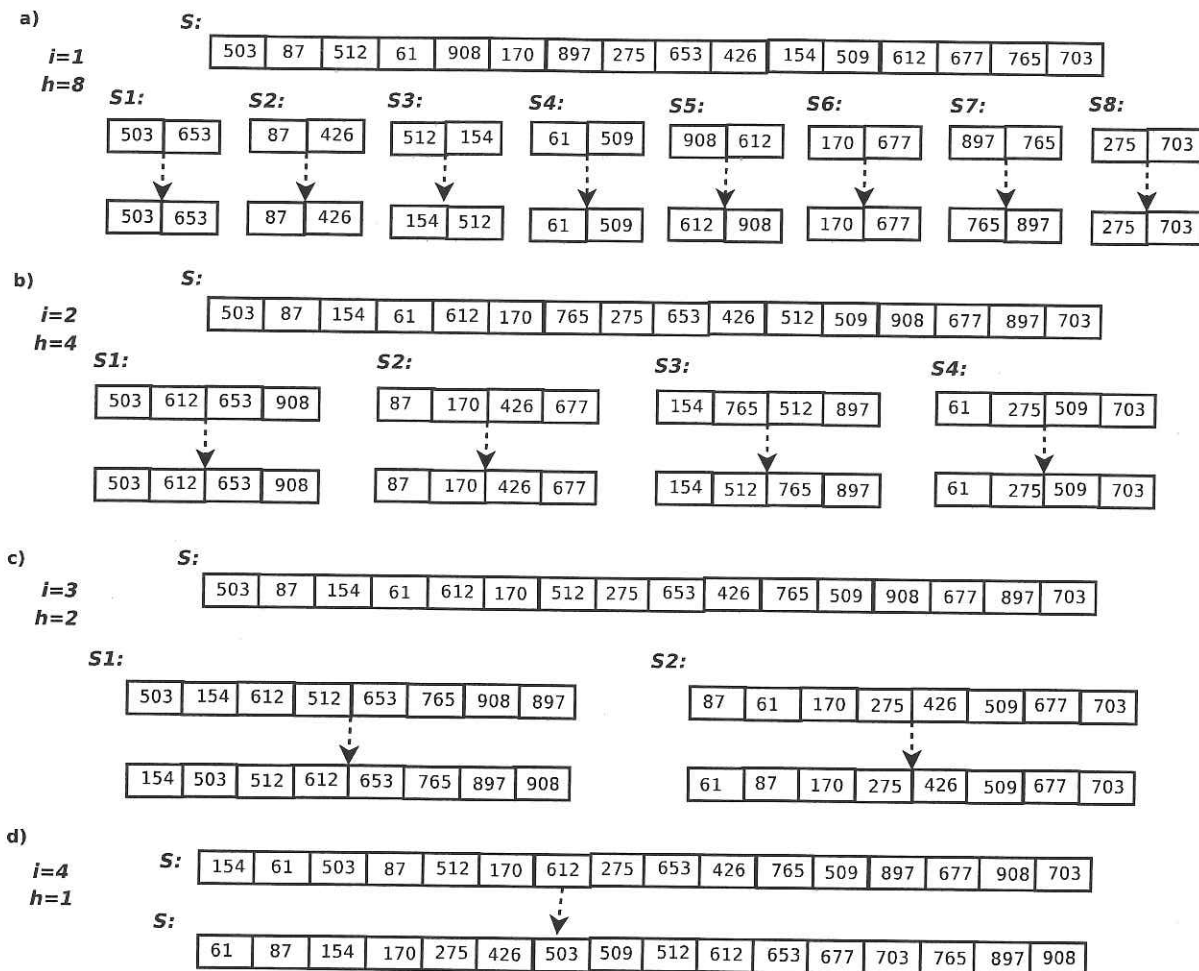 a)
S:
i=1
h=8
503 87 512 61 908 170 897 275 653 426 154 509 612 677 765 703
S1: S2: S3: S4: S5: S6: S7: S8:
503 653 87 426 512 154 61 509 908 612 170 677 897 765 275 703
503 653 87 426 154 512 61 509 612 908 170 677 765 897 275 703
b)
S:
i=2
h=4
503 87 154 61 612 170 765 275 653 426 512 509 908 677 897 703
S1: S2: S3: S4:
503 612 653 908 87 170 426 677 154 765 512 897 61 275 509 703
503 612 653 908 87 170 426 677 154 512 765 897 61 275 509 703
c)
S:
i=3
h=2
503 87 154 61 612 170 512 275 653 426 765 509 908 677 897 703
S1: S2:
503 154 612 512 653 765 908 897 87 61 170 275 426 509 677 703
154 503 512 612 653 765 897 908 61 87 170 275 426 509 677 703
d)
i=4
h=1
S: 154 61 503 87 512 170 612 275 653 426 765 509 897 677 908 703
S:
61 87 154 170 275 426 503 509 512 612 653 677 703 765 897 908